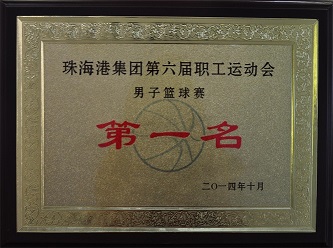 珠海港集团第六届职工运动会
男子篮球赛
第一名
二〇一四年十月